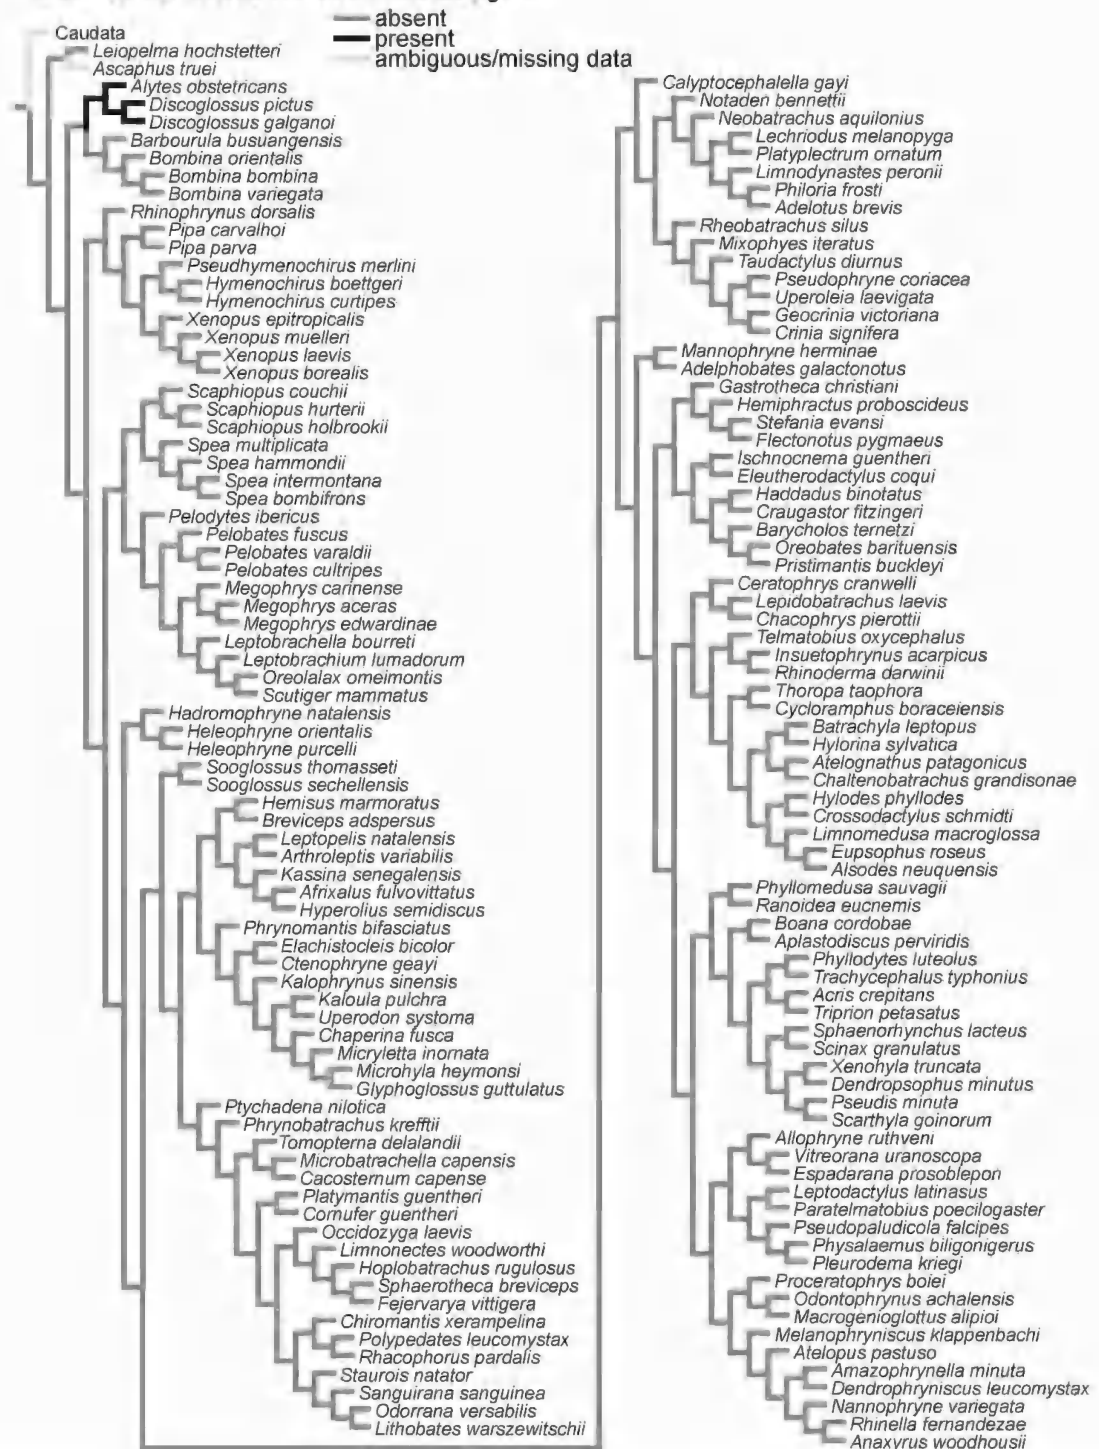 absent
present
ambiguous/missing data
Caudata
Leiopelma hochstetteri
Ascaphus truei
Alytes obstetricans
Discoglossus pictus
Discoglossus galganoi
Barbourula busuangensis
Bombina orientalis
Bombina bombina
Bombina variegata
Rhinophrynus dorsalis
Pipa carvalhoi
Pipa parva
Pseudhymenochirus merlini
Hymenochirus boettgeri
Hymenochirus curtipes
Xenopus epitropicalis
Xenopus muelleri
Xenopus laevis
Xenopus borealis
Scaphiopus couchii
Scaphiopus hurterii
Scaphiopus holbrookii
Spea multiplicata
Spea hammondii
Spea intermontana
Spea bombifrons
Pelodytes ibericus
Pelobates fuscus
Pelobates varaldii
Pelobates cultripes
Megophrys carinense
Megophrys aceras
Megophrys edwardinae
Leptobrachella bourreti
Leptobrachium lumadorum
Oreolalax omeimontis
Scutiger mammatus
Hadromophryne natalensis
Heleophryne orientalis
Heleophryne purcelli
Sooglossus thomasseti
Sooglossus sechellensis
Hemisus marmoratus
Breviceps adspersus
Leptopelis natalensis
Arthroleptis variabilis
Kassina senegalensis
Afrixalus fulvovittatus
Hyperolius semidiscus
Phrynomantis bifasciatus
Elachistocleis bicolor
Ctenophryne geayi
Kalophrynus sinensis
Kaloula pulchra
Uperodon systoma
Chaperina fusca
Micryletta inornata
Microhyla heymonsi
Glyphoglossus guttulatus
Ptychadena nilotica
Phrynobatrachus krefftii
Tomopterna delalandii
Microbatrachella capensis
Cacosternum capense
Platymantis guentheri
Cornufer guentheri
Occidozyga laevis
Limnonectes woodworthi
Hoplobatrachus rugulosus
Sphaerotheca breviceps
Fejervarya vittigera
Chiromantis xerampelina
Polypedates leucomystax
Rhacophorus pardalis
Staurois natator
Sanguirana sanguinea
Odorrana versabilis
Lithobates warszewitschii
Calyptocephalella gayi
Notaden bennettii
Neobatrachus aquilonius
Lechriodus melanopyga
Platyplectrum ornatum
Limnodynastes peronii
Philoria frosti
Adelotus brevis
Rheobatrachus silus
Mixophyes iteratus
Taudactylus diurnus
Pseudophryne coriacea
Uperoleia laevigata
Geocrinia victoriana
Crinia signifera
Mannophryne herminae
Adelphobates galactonotus
Gastrotheca christiani
Hemiphractus proboscideus
Stefania evansi
Flectonotus pygmaeus
Ischnocnema guentheri
Eleutherodactylus coqui
Haddadus binotatus
Craugastor fitzingeri
Barycholos ternetzi
Oreobates barituensis
Pristimantis buckleyi
Ceratophrys cranwelli
Lepidobatrachus laevis
Chacophrys pierottii
Telmatobius oxycephalus
Insuetophrynus acarpicus
Rhinoderma darwinii
Thoropa taophora
Cycloramphus boraceiensis
Batrachyla leptopus
Hylorina sylvatica
Atelognathus patagonicus
Chaltenobatrachus grandisonae
Hylodes phyllodes
Crossodactylus schmidti
Limnomedusa macroglossa
Eupsophus roseus
Alsodes neuquensis
Phyllomedusa sauvagii
Ranoidea eucnemis
Boana cordobae
Aplastodiscus perviridis
Phyllodytes luteolus
Trachycephalus typhonius
Acris crepitans
Triprion petasatus
Sphaenorhynchus lacteus
Scinax granulatus
Xenohyla truncata
Dendropsophus minutus
Pseudis minuta
Scarthyla goinorum
Allophryne ruthveni
Vitreorana uranoscopa
Espadarana prosoblepon
Leptodactylus latinasus
Paratelmatobius poecilogaster
Pseudopaludicola falcipes
Physalaemus biligonigerus
Pleurodema kriegi
Proceratophrys boiei
Odontophrynus achalensis
Macrogenioglottus alipioi
Melanophryniscus klappenbachi
Atelopus pastuso
Amazophrynella minuta
Dendrophryniscus leucomystax
Nannophryne variegata
Rhinella fernandezae
Anaxyrus woodhousii